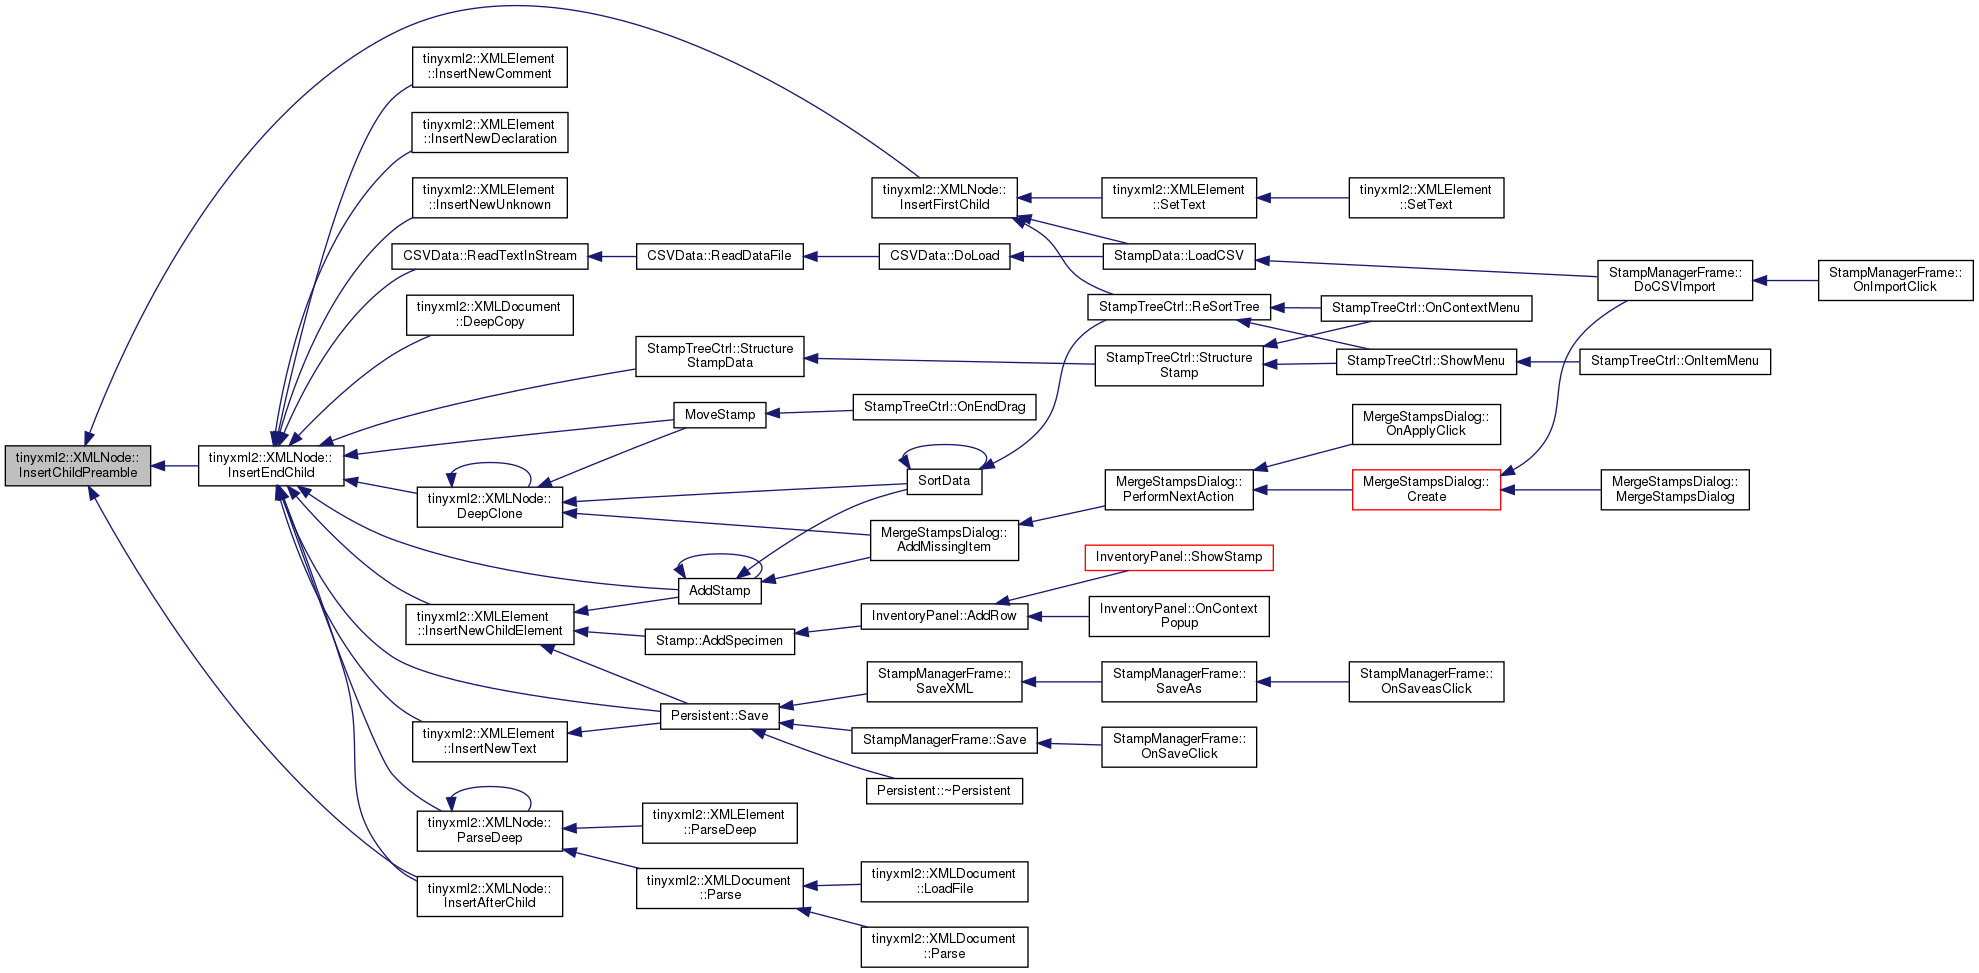 tinyxml2::XMLNode::
InsertChildPreamble
tinyxml2::XMLNode::
InsertEndChild
tinyxml2::XMLElement
::InsertNewComment
tinyxml2::XMLElement
::InsertNewDeclaration
tinyxml2::XMLElement
::InsertNewUnknown
CSVData::ReadTextInStream
tinyxml2::XMLDocument
::DeepCopy
tinyxml2::XMLNode::
DeepClone
tinyxml2::XMLElement
::InsertNewChildElement
tinyxml2::XMLElement
::InsertNewText
tinyxml2::XMLNode::
ParseDeep
tinyxml2::XMLNode::
InsertAfterChild
CSVData::ReadDataFile
StampTreeCtrl::Structure
StampData
MoveStamp
AddStamp
Stamp::AddSpecimen
Persistent::Save
tinyxml2::XMLElement
::ParseDeep
tinyxml2::XMLDocument
::Parse
tinyxml2::XMLNode::
InsertFirstChild
CSVData::DoLoad
StampTreeCtrl::OnEndDrag
SortData
MergeStampsDialog::
AddMissingItem
InventoryPanel::AddRow
StampManagerFrame::
SaveXML
StampManagerFrame::Save
Persistent::~Persistent
tinyxml2::XMLDocument
::LoadFile
tinyxml2::XMLDocument
::Parse
tinyxml2::XMLElement
::SetText
StampData::LoadCSV
StampTreeCtrl::ReSortTree
StampTreeCtrl::Structure
Stamp
MergeStampsDialog::
PerformNextAction
InventoryPanel::ShowStamp
InventoryPanel::OnContext
Popup
StampManagerFrame::
SaveAs
StampManagerFrame::
OnSaveClick
tinyxml2::XMLElement
::SetText
StampTreeCtrl::OnContextMenu
StampTreeCtrl::ShowMenu
MergeStampsDialog::
OnApplyClick
MergeStampsDialog::
Create
StampManagerFrame::
OnSaveasClick
StampManagerFrame::
DoCSVImport
StampTreeCtrl::OnItemMenu
MergeStampsDialog::
MergeStampsDialog
StampManagerFrame::
OnImportClick